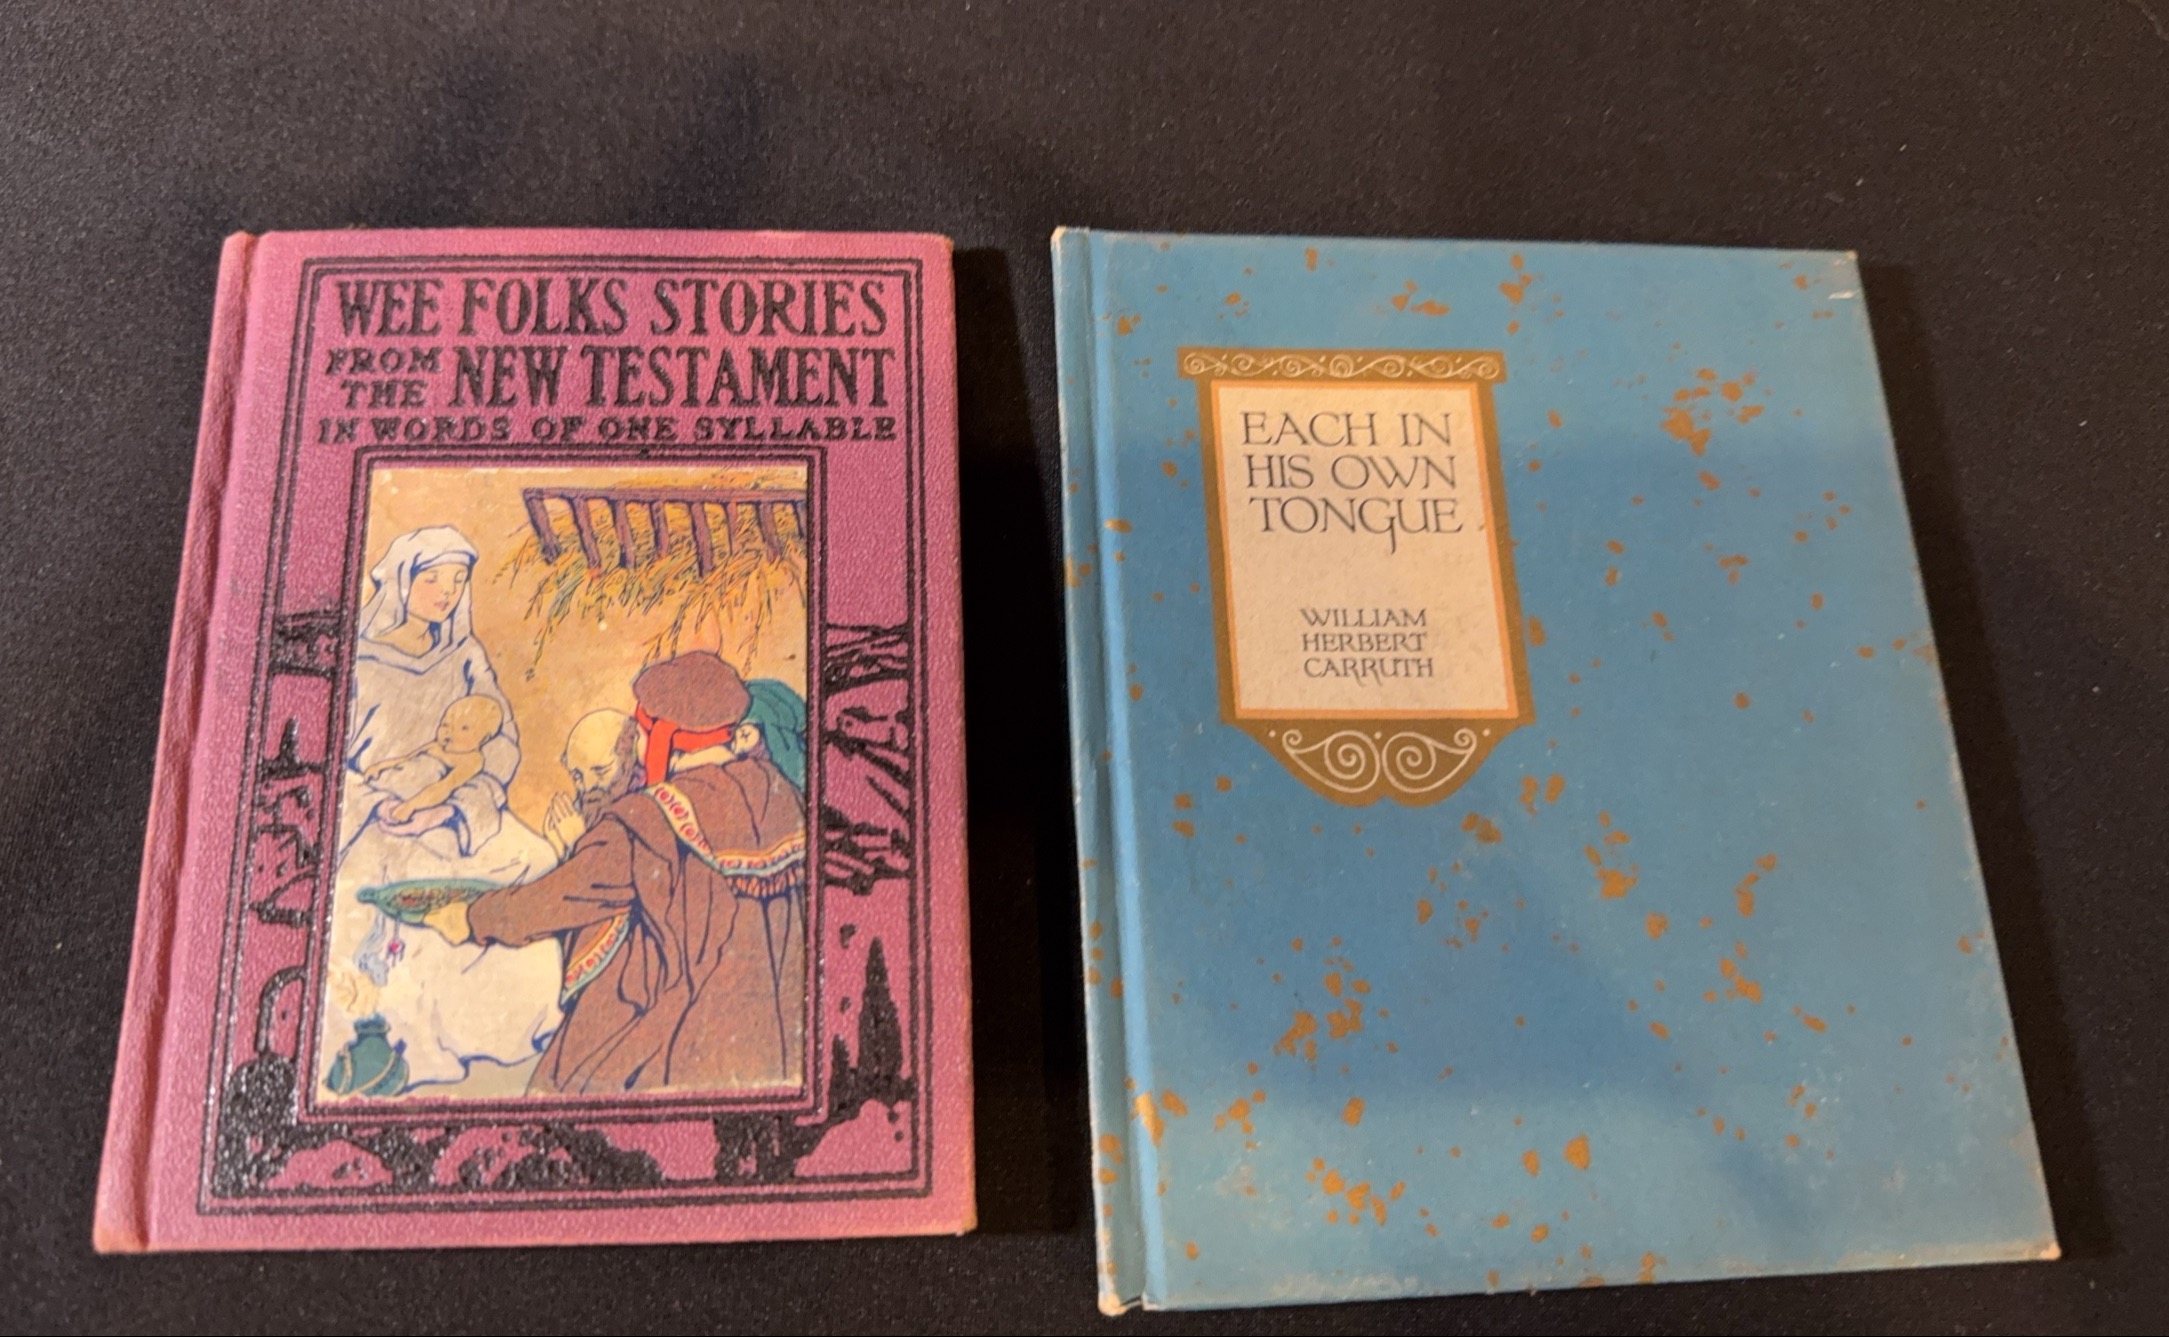 WEE FOLKS STORIES
FROM THE NEW TESTAMENT
IN WORDS OF ONE SYLLABLE
EACH IN
HIS OWN
TONGUE
WILLIAM
HERBERT
CARRUTH